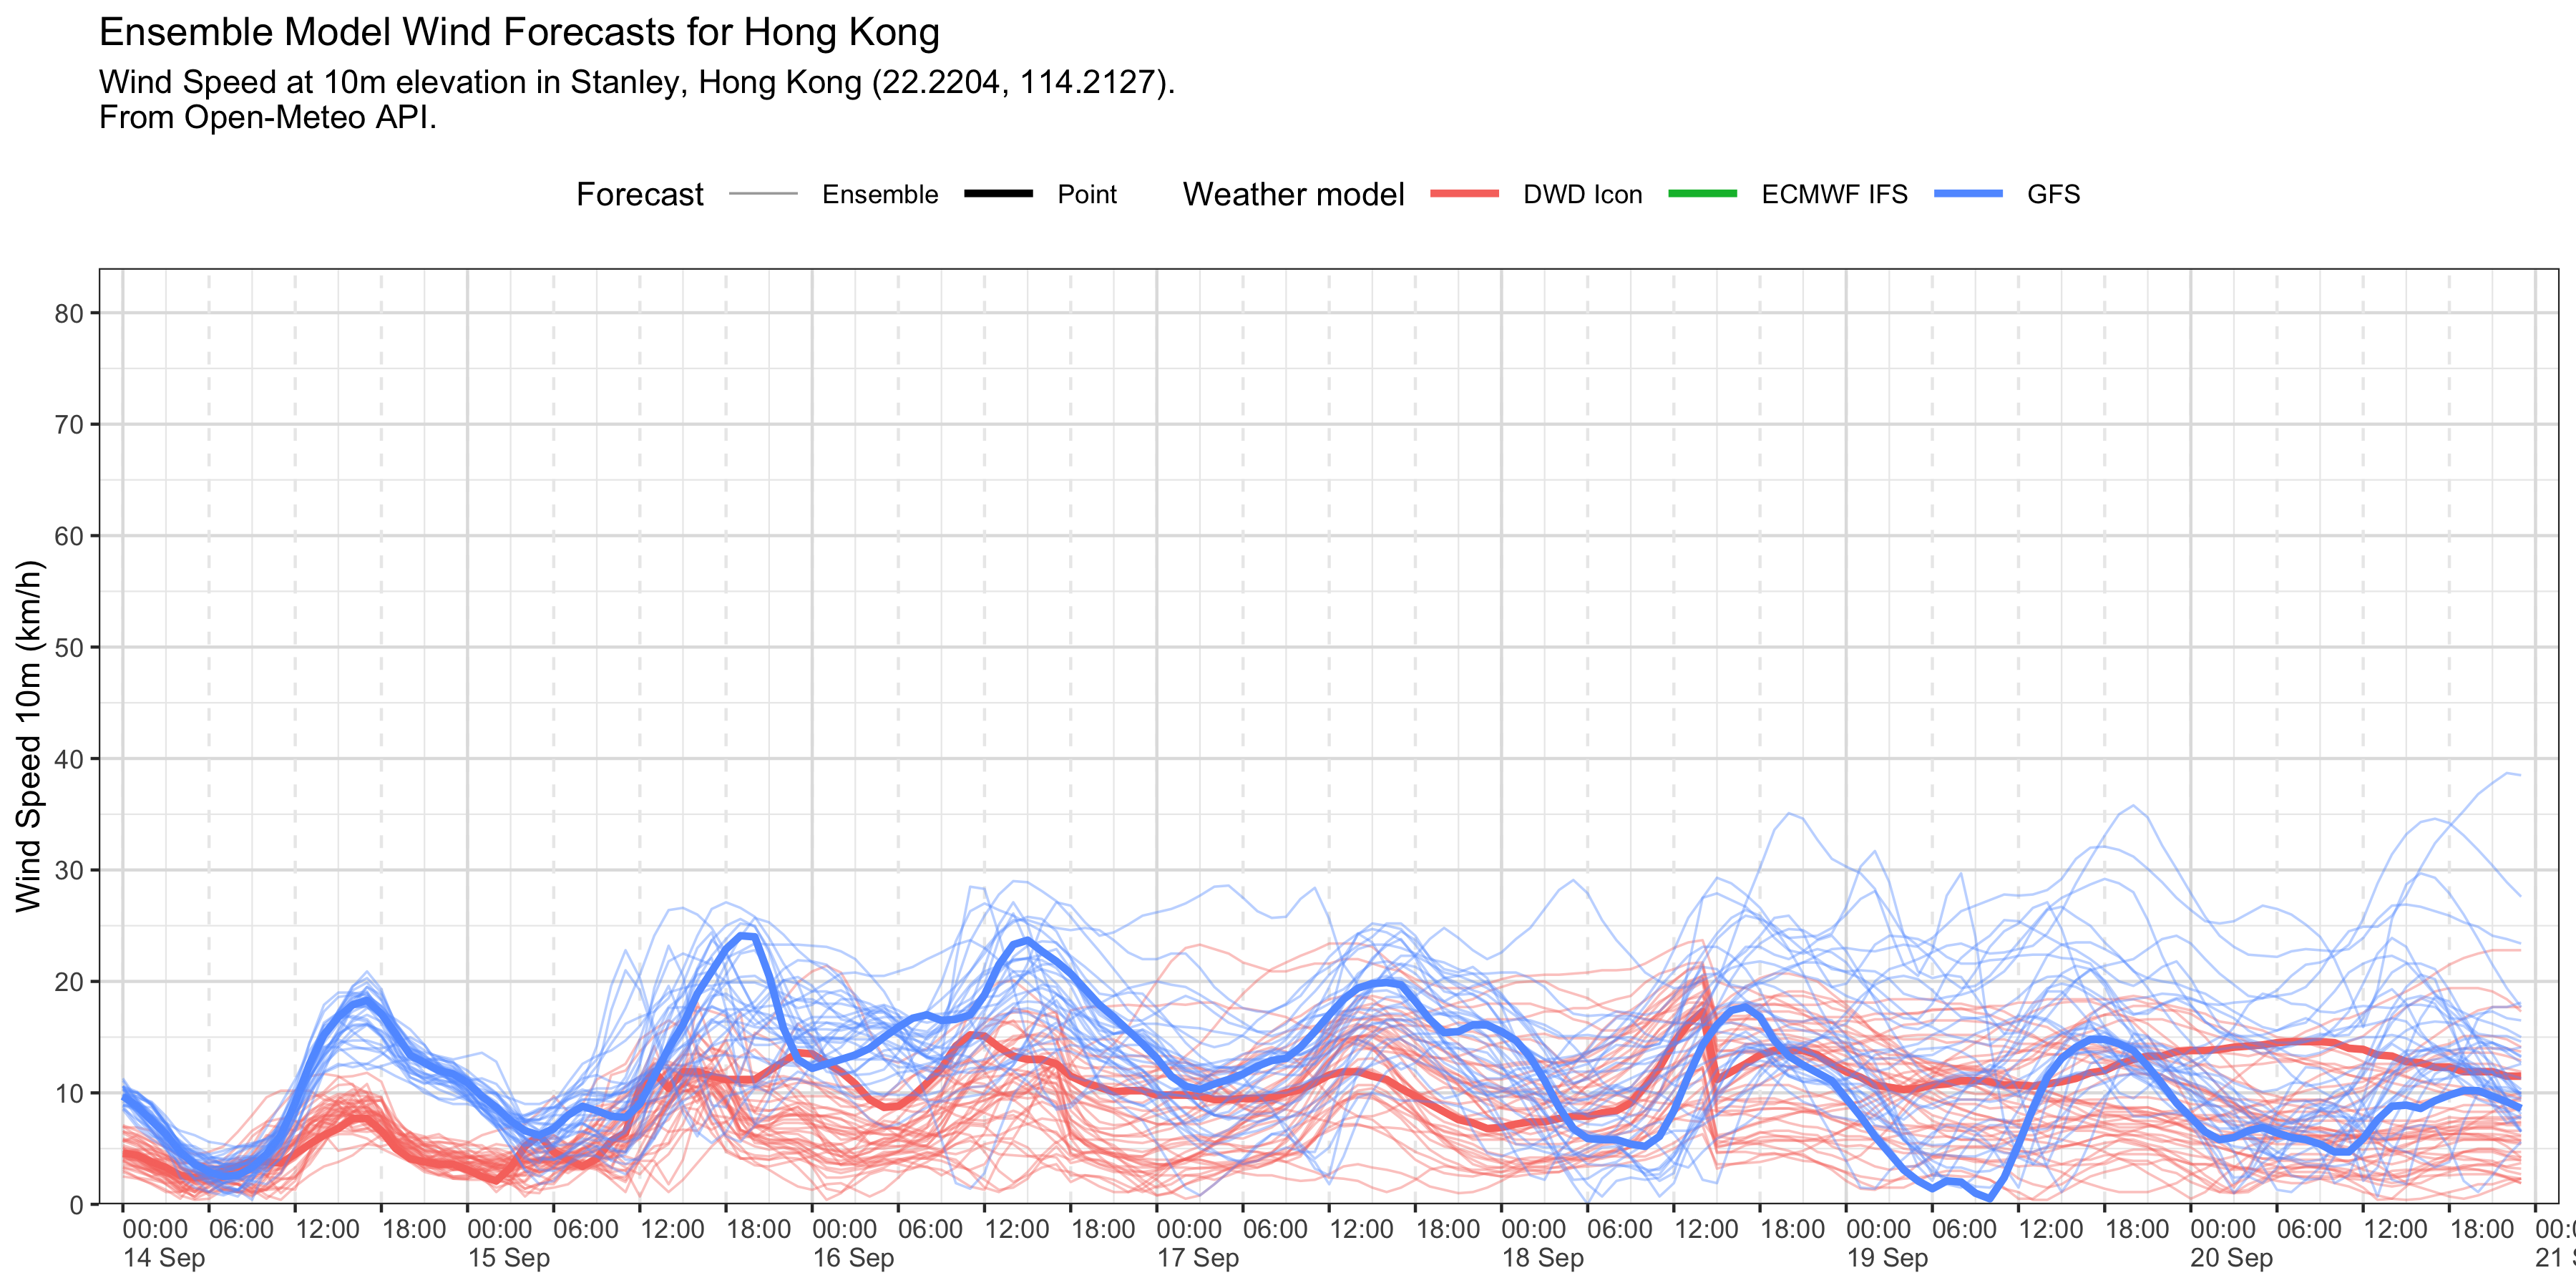 Ensemble Model Wind Forecasts for Hong Kong
Wind Speed at 10m elevation in Stanley, Hong Kong (22.2204, 114.2127).
From Open-Meteo API.
Forecast Ensemble Point Weather model DWD Icon ECMWF IFS GFS
Wind Speed 10m (km/h)
80
70
60
50
40
30
20
10
0
00:00 06:00 12:00 18:00 00:00 06:00 12:00 18:00 00:00 06:00 12:00 18:00 00:00 06:00 12:00 18:00 00:00 06:00 12:00 18:00 00:00 06:00 12:00 18:00 00:00 06:00 12:00 18:00 00:0
14 Sep 15 Sep 16 Sep 17 Sep 18 Sep 19 Sep 20 Sep 21 S